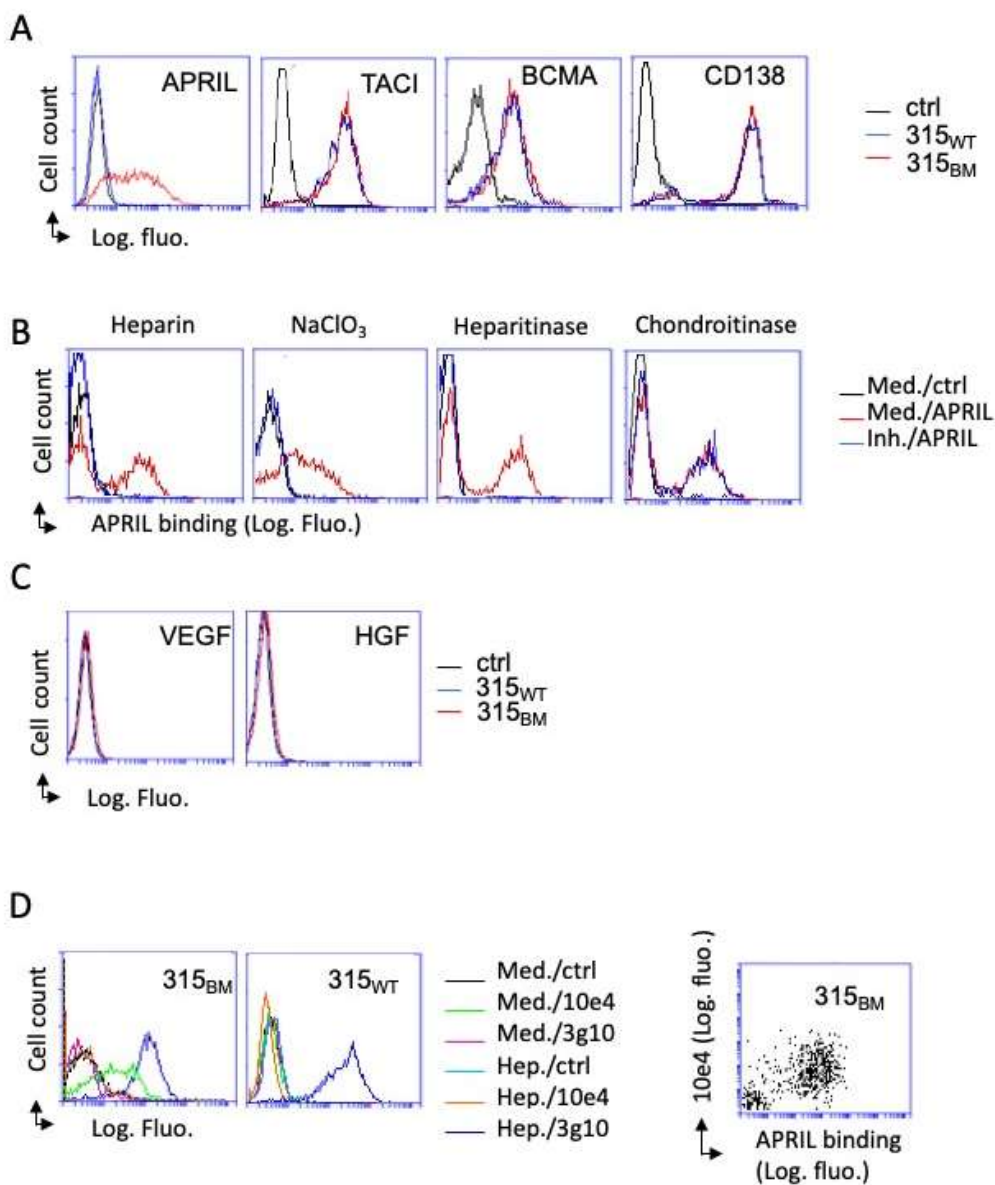 A
APRIL
TACI
BCMA
CD138
Cell count
Log. fluo.
ctrl
315WT
315BM
B
Heparin
NaClO3
Heparitinase
Chondroitinase
Cell count
APRIL binding (Log. Fluo.)
Med./ctrl
Med./APRIL
Inh./APRIL
C
VEGF
HGF
Cell count
Log. Fluo.
ctrl
315WT
315BM
D
315BM
315WT
Cell count
Log. Fluo.
Med./ctrl
Med./10e4
Med./3g10
Hep./ctrl
Hep./10e4
Hep./3g10
315BM
10e4 (Log. fluo.)
APRIL binding
(Log. fluo.)